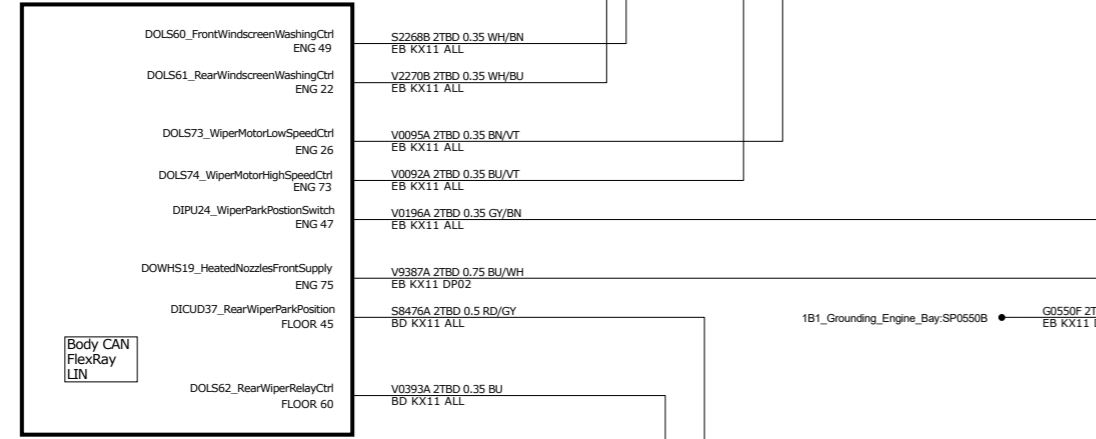 DOLS60_FrontWindscreenWashingCtrl
ENG 49
S2268B 2TBD 0.35 WH/BN
EB KX11 ALL
DOLS61_RearWindscreenWashingCtrl
ENG 22
V2270B 2TBD 0.35 WH/BU
EB KX11 ALL
DOLS73_WiperMotorLowSpeedCtrl
ENG 26
V0095A 2TBD 0.35 BN/VT
EB KX11 ALL
DOLS74_WiperMotorHighSpeedCtrl
ENG 73
V0092A 2TBD 0.35 BU/VT
EB KX11 ALL
DIPU24_WiperParkPostionSwitch
ENG 47
V0196A 2TBD 0.35 GY/BN
EB KX11 ALL
DOWHS19_HeatedNozzlesFrontSupply
ENG 75
V9387A 2TBD 0.75 BU/WH
EB KX11 DP02
DICUD37_RearWiperParkPosition
FLOOR 45
S8476A 2TBD 0.5 RD/GY
BD KX11 ALL
1B1_Grounding_Engine_Bay:SP0550B
G0550F
EB KX11
Body CAN
FlexRay
LIN
DOLS62_RearWiperRelayCtrl
FLOOR 60
V0393A 2TBD 0.35 BU
BD KX11 ALL